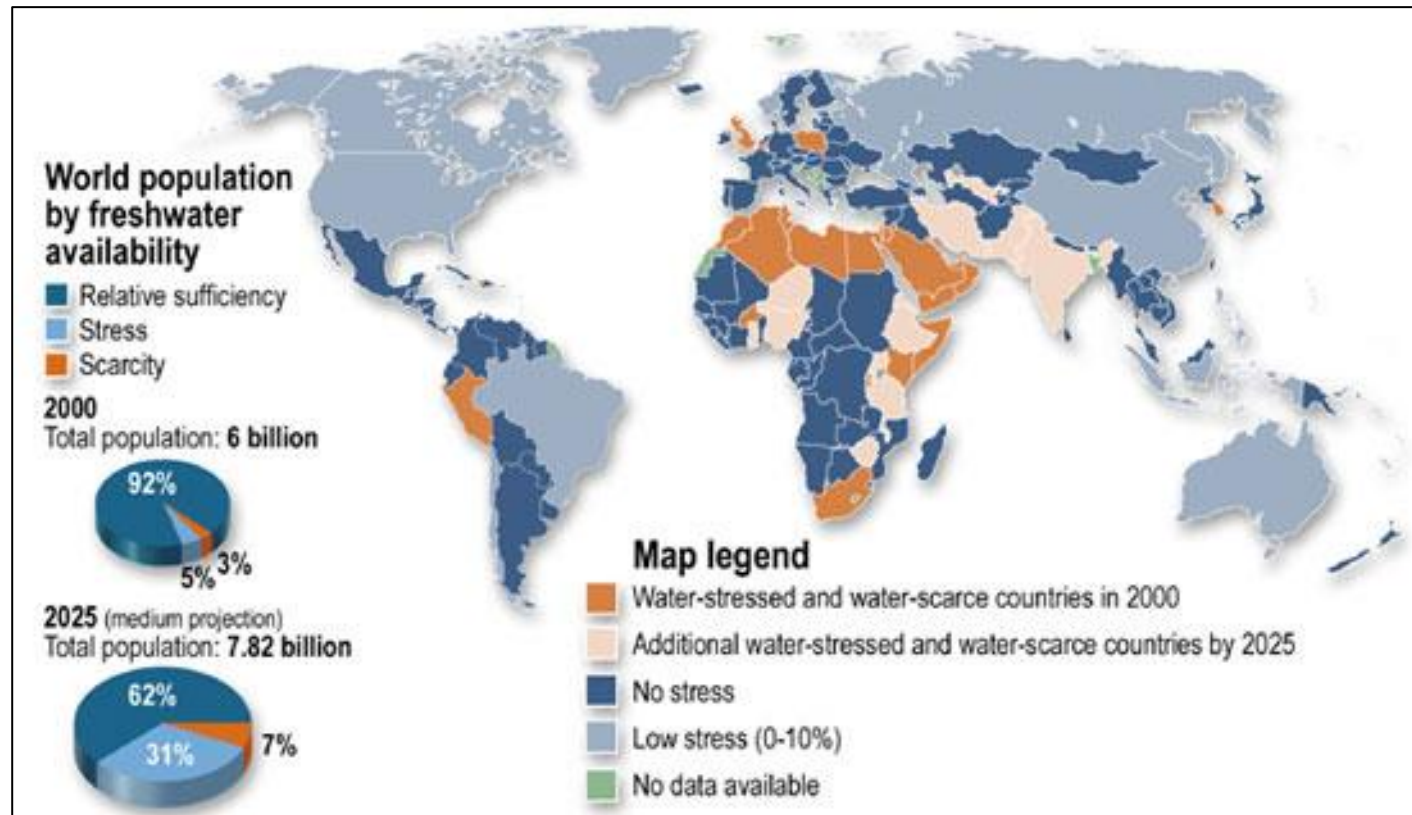 World population
by freshwater
availability
Relative sufficiency
Stress
Scarcity
2000
Total population: 6 billion
92%
5%
3%
2025 (medium projection)
Total population: 7.82 billion
62%
31%
7%
Map legend
Water-stressed and water-scarce countries in 2000
Additional water-stressed and water-scarce countries by 2025
No stress
Low stress (0-10%)
No data available